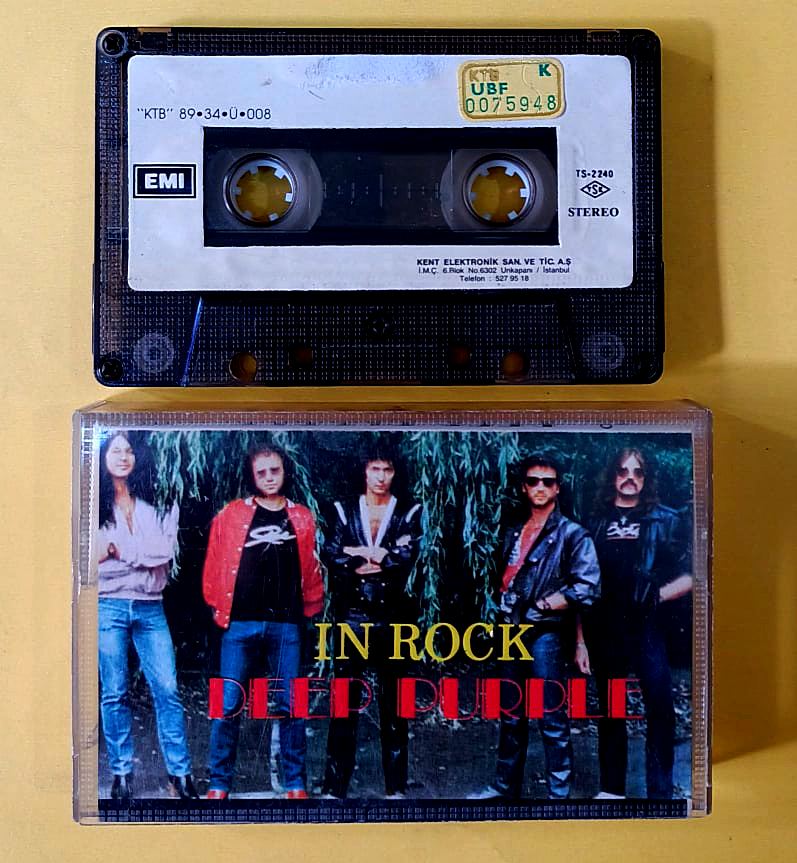 KTB K
UBF
0075948
"KTB" 89•34•Ü•008
EMI
TS-2240
TSE
STEREO
KENT ELEKTRONİK SAN. VE TİC. A.Ş
İ.M.Ç. 6.Blok No.6302 Unkapanı / İstanbul
Telefon : 527 95 18
IN ROCK
DEEP PURPLE